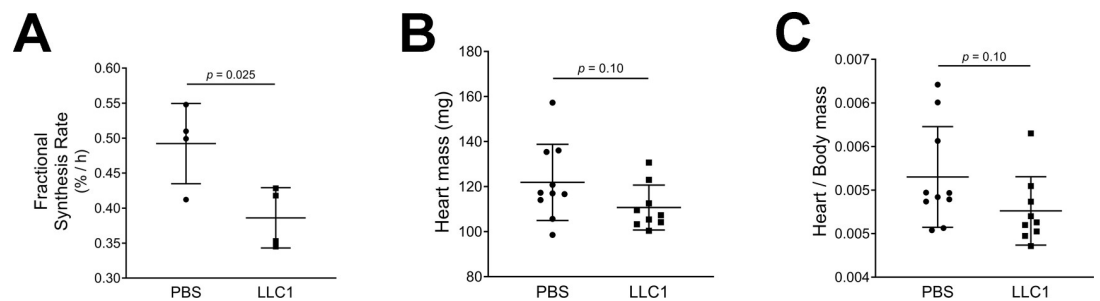 A
Fractional
Synthesis Rate
(% / h)
0.60
0.55
0.50
0.45
0.40
0.35
0.30
p = 0.025
PBS
LLC1
B
Heart mass (mg)
180
160
140
120
100
80
p = 0.10
PBS
LLC1
C
Heart / Body mass
0.007
0.006
0.006
0.005
0.005
0.004
p = 0.10
PBS
LLC1